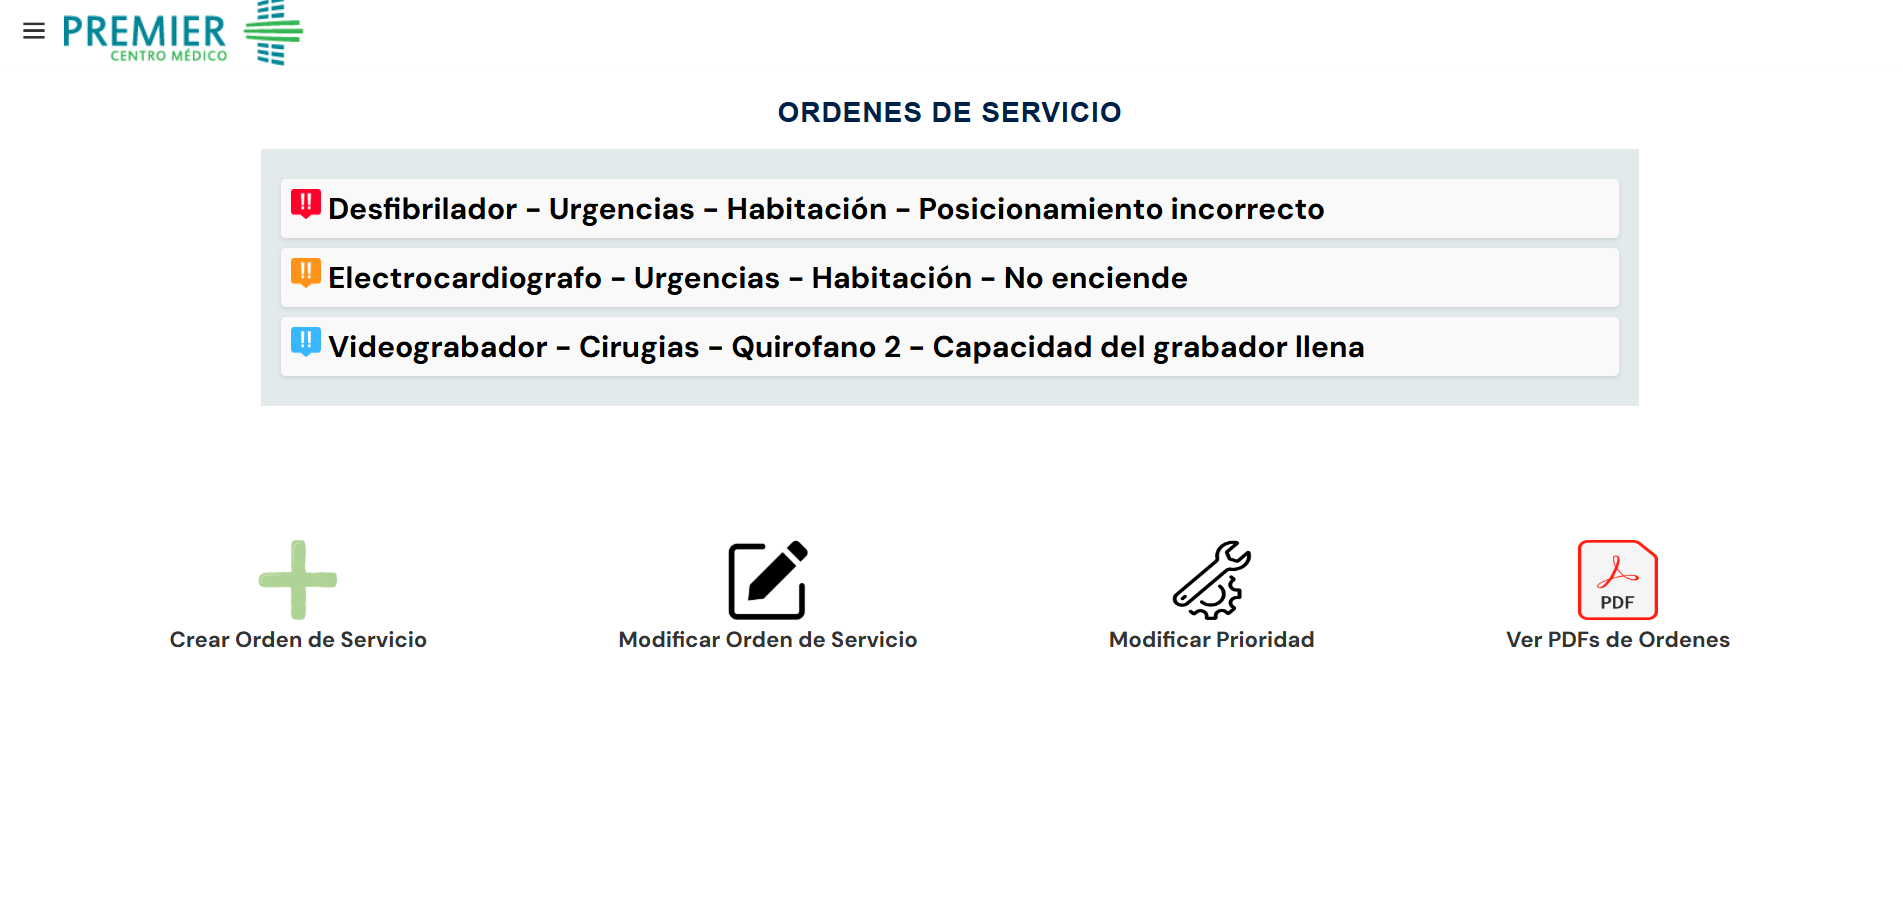 PREMIER
CENTRO MÉDICO
ORDENES DE SERVICIO
!! Desfibrilador - Urgencias - Habitación - Posicionamiento incorrecto
!! Electrocardiografo - Urgencias - Habitación - No enciende
!! Videograbador - Cirugias - Quirofano 2 - Capacidad del grabador llena
PDF
Crear Orden de Servicio
Modificar Orden de Servicio
Modificar Prioridad
Ver PDFs de Ordenes